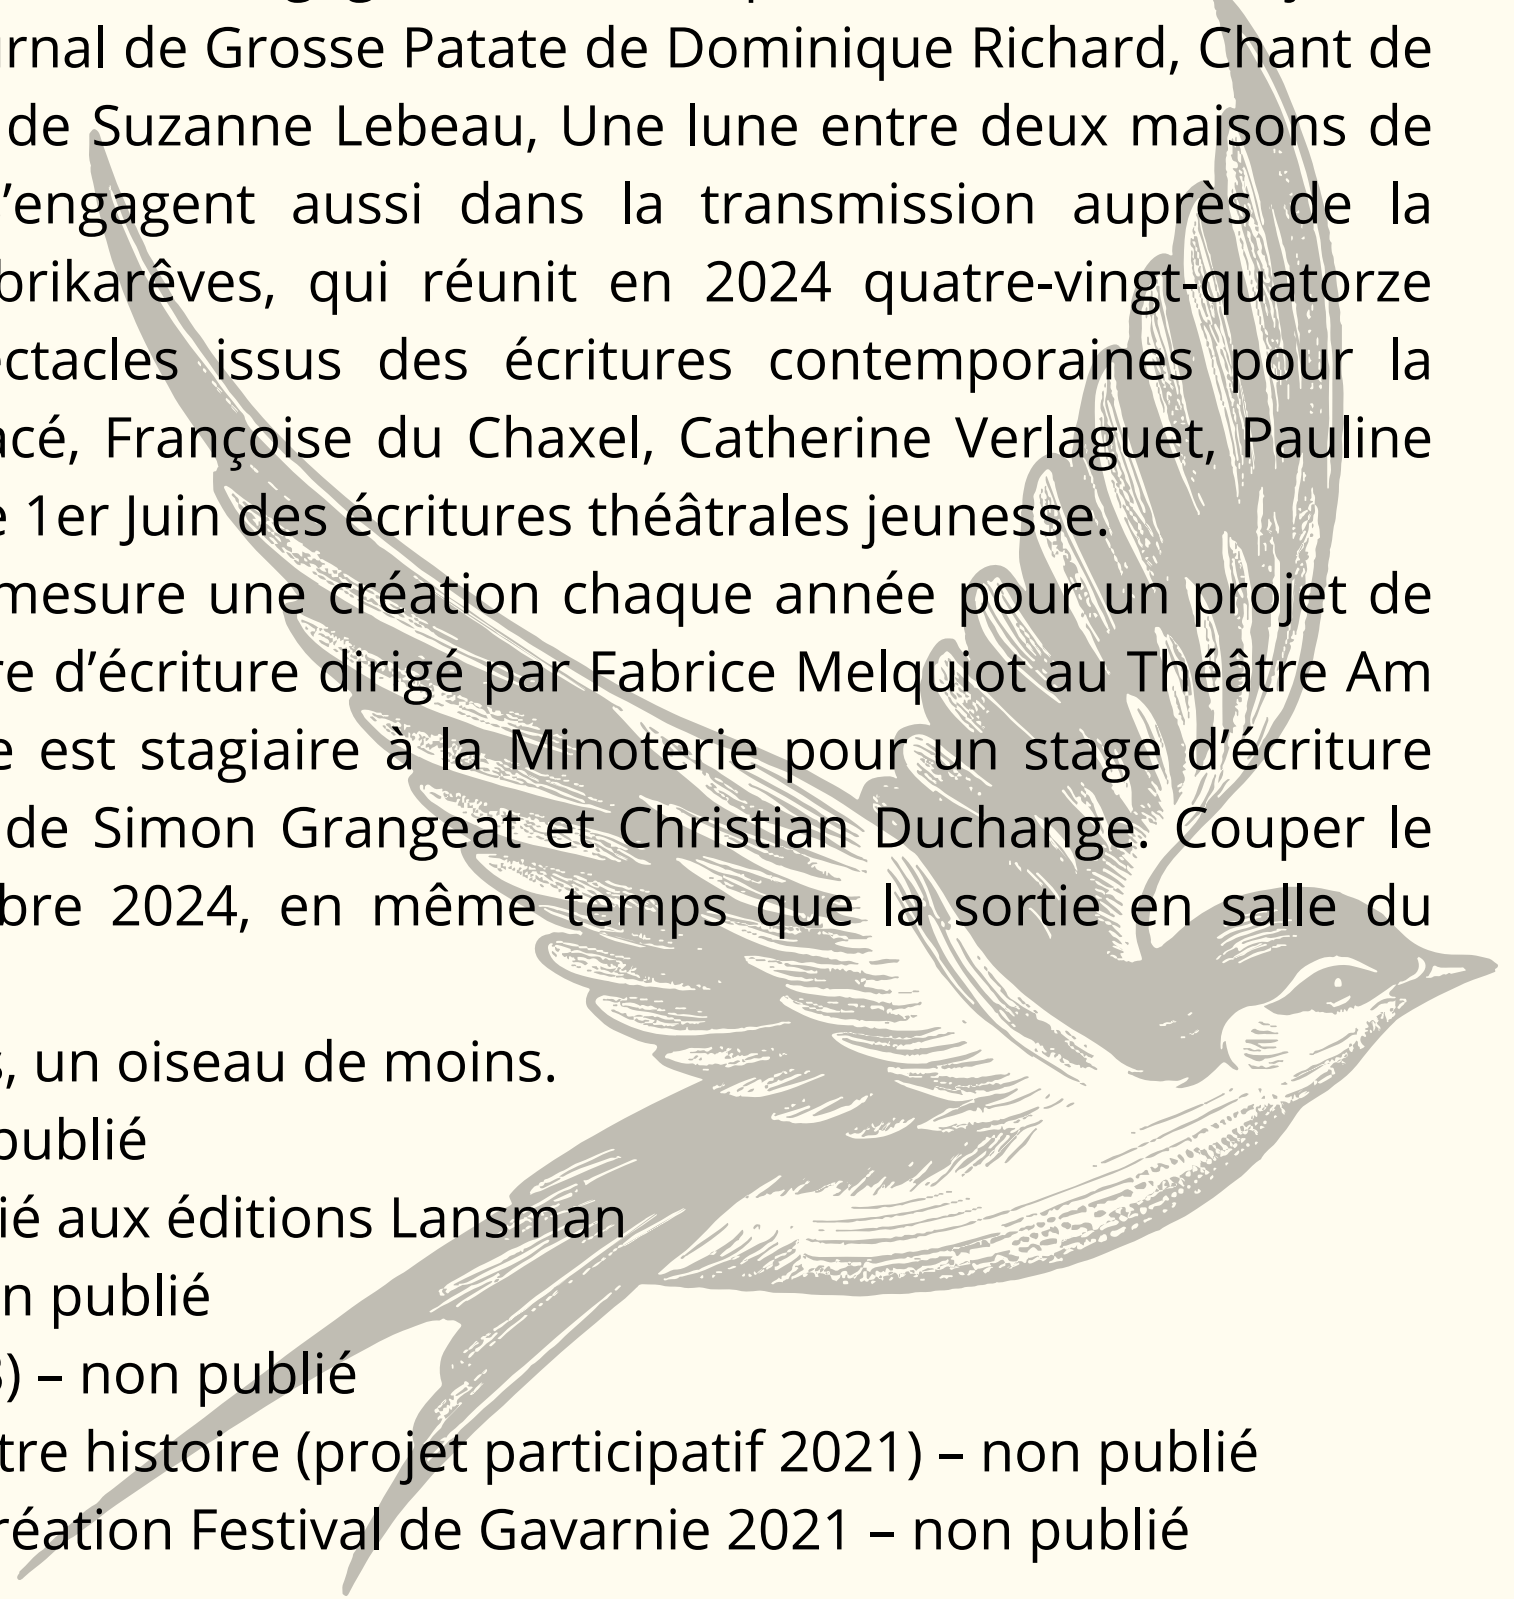 rnal de Grosse Patate de Dominique Richard, Chant de
de Suzanne Lebeau, Une lune entre deux maisons de
'engagent aussi dans la transmission auprès de la
brikarêves, qui réunit en 2024 quatre-vingt-quatorze
ectacles issus des écritures contemporaines pour la
acé, Françoise du Chaxel, Catherine Verlaguet, Pauline
e 1er Juin des écritures théâtrales jeunesse.
mesure une création chaque année pour un projet de
re d'écriture dirigé par Fabrice Melquiot au Théâtre Am
e est stagiaire à la Minoterie pour un stage d'écriture
de Simon Grangeat et Christian Duchange. Couper le
bre 2024, en même temps que la sortie en salle du
s, un oiseau de moins.
publié
ié aux éditions Lansman
n publié
3) – non publié
tre histoire (projet participatif 2021) – non publié
réation Festival de Gavarnie 2021 – non publié